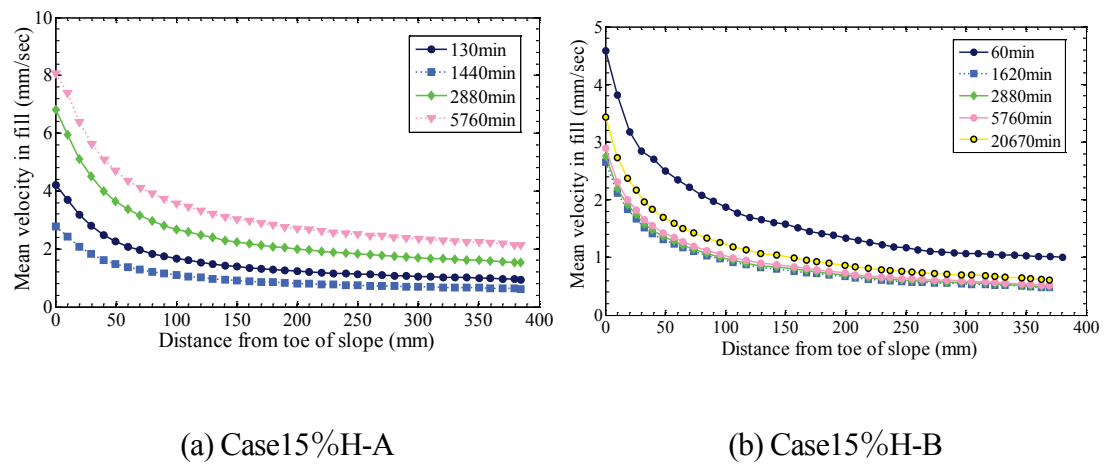 10
8
6
4
2
0
Mean velocity in fill (mm/sec)
130min
1440min
2880min
5760min
0 50 100 150 200 250 300 350 400
Distance from toe of slope (mm)
(a) Case15%H-A
5
4
3
2
1
0
Mean velocity in fill (mm/sec)
60min
1620min
2880min
5760min
20670min
0 50 100 150 200 250 300 350 400
Distance from toe of slope (mm)
(b) Case15%H-B